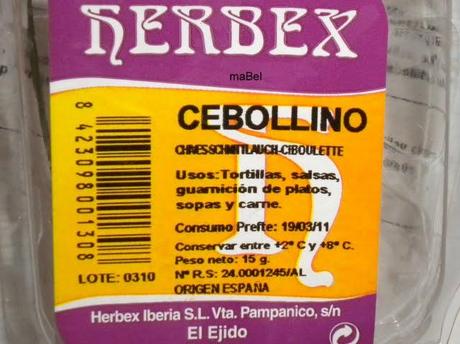 HERBEX
maBel
CEBOLLINO
CHIVES-SCHNITTLAUCH-CIBOULETTE
Usos:Tortillas, salsas,
guarnición de platos,
sopas y carne.
Consumo Prefte: 19/03/11
Conservar entre +2º C y +8º C.
Peso neto: 15 g.
Nº R.S: 24.0001245/AL
ORIGEN ESPAÑA
8 423098 001308
LOTE: 0310
Herbex Iberia S.L. Vta. Pampanico, s/n
El Ejido